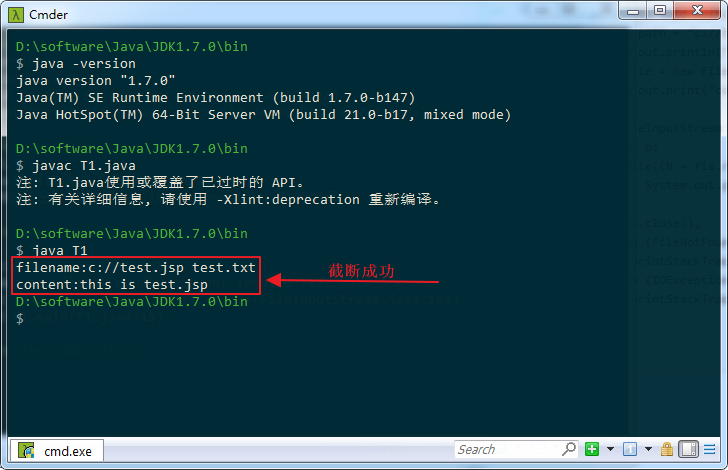 Cmder
D:\software\Java\JDK1.7.0\bin
$ java -version
java version "1.7.0"
Java(TM) SE Runtime Environment (build 1.7.0-b147)
Java HotSpot(TM) 64-Bit Server VM (build 21.0-b17, mixed mode)
D:\software\Java\JDK1.7.0\bin
$ javac T1.java
注: T1.java使用或覆盖了已过时的 API。
注: 有关详细信息, 请使用 -Xlint:deprecation 重新编译。
D:\software\Java\JDK1.7.0\bin
$ java T1
filename:c://test.jsp test.txt
截断成功
content:this is test.jsp
D:\software\Java\JDK1.7.0\bin
$
cmd.exe
Search